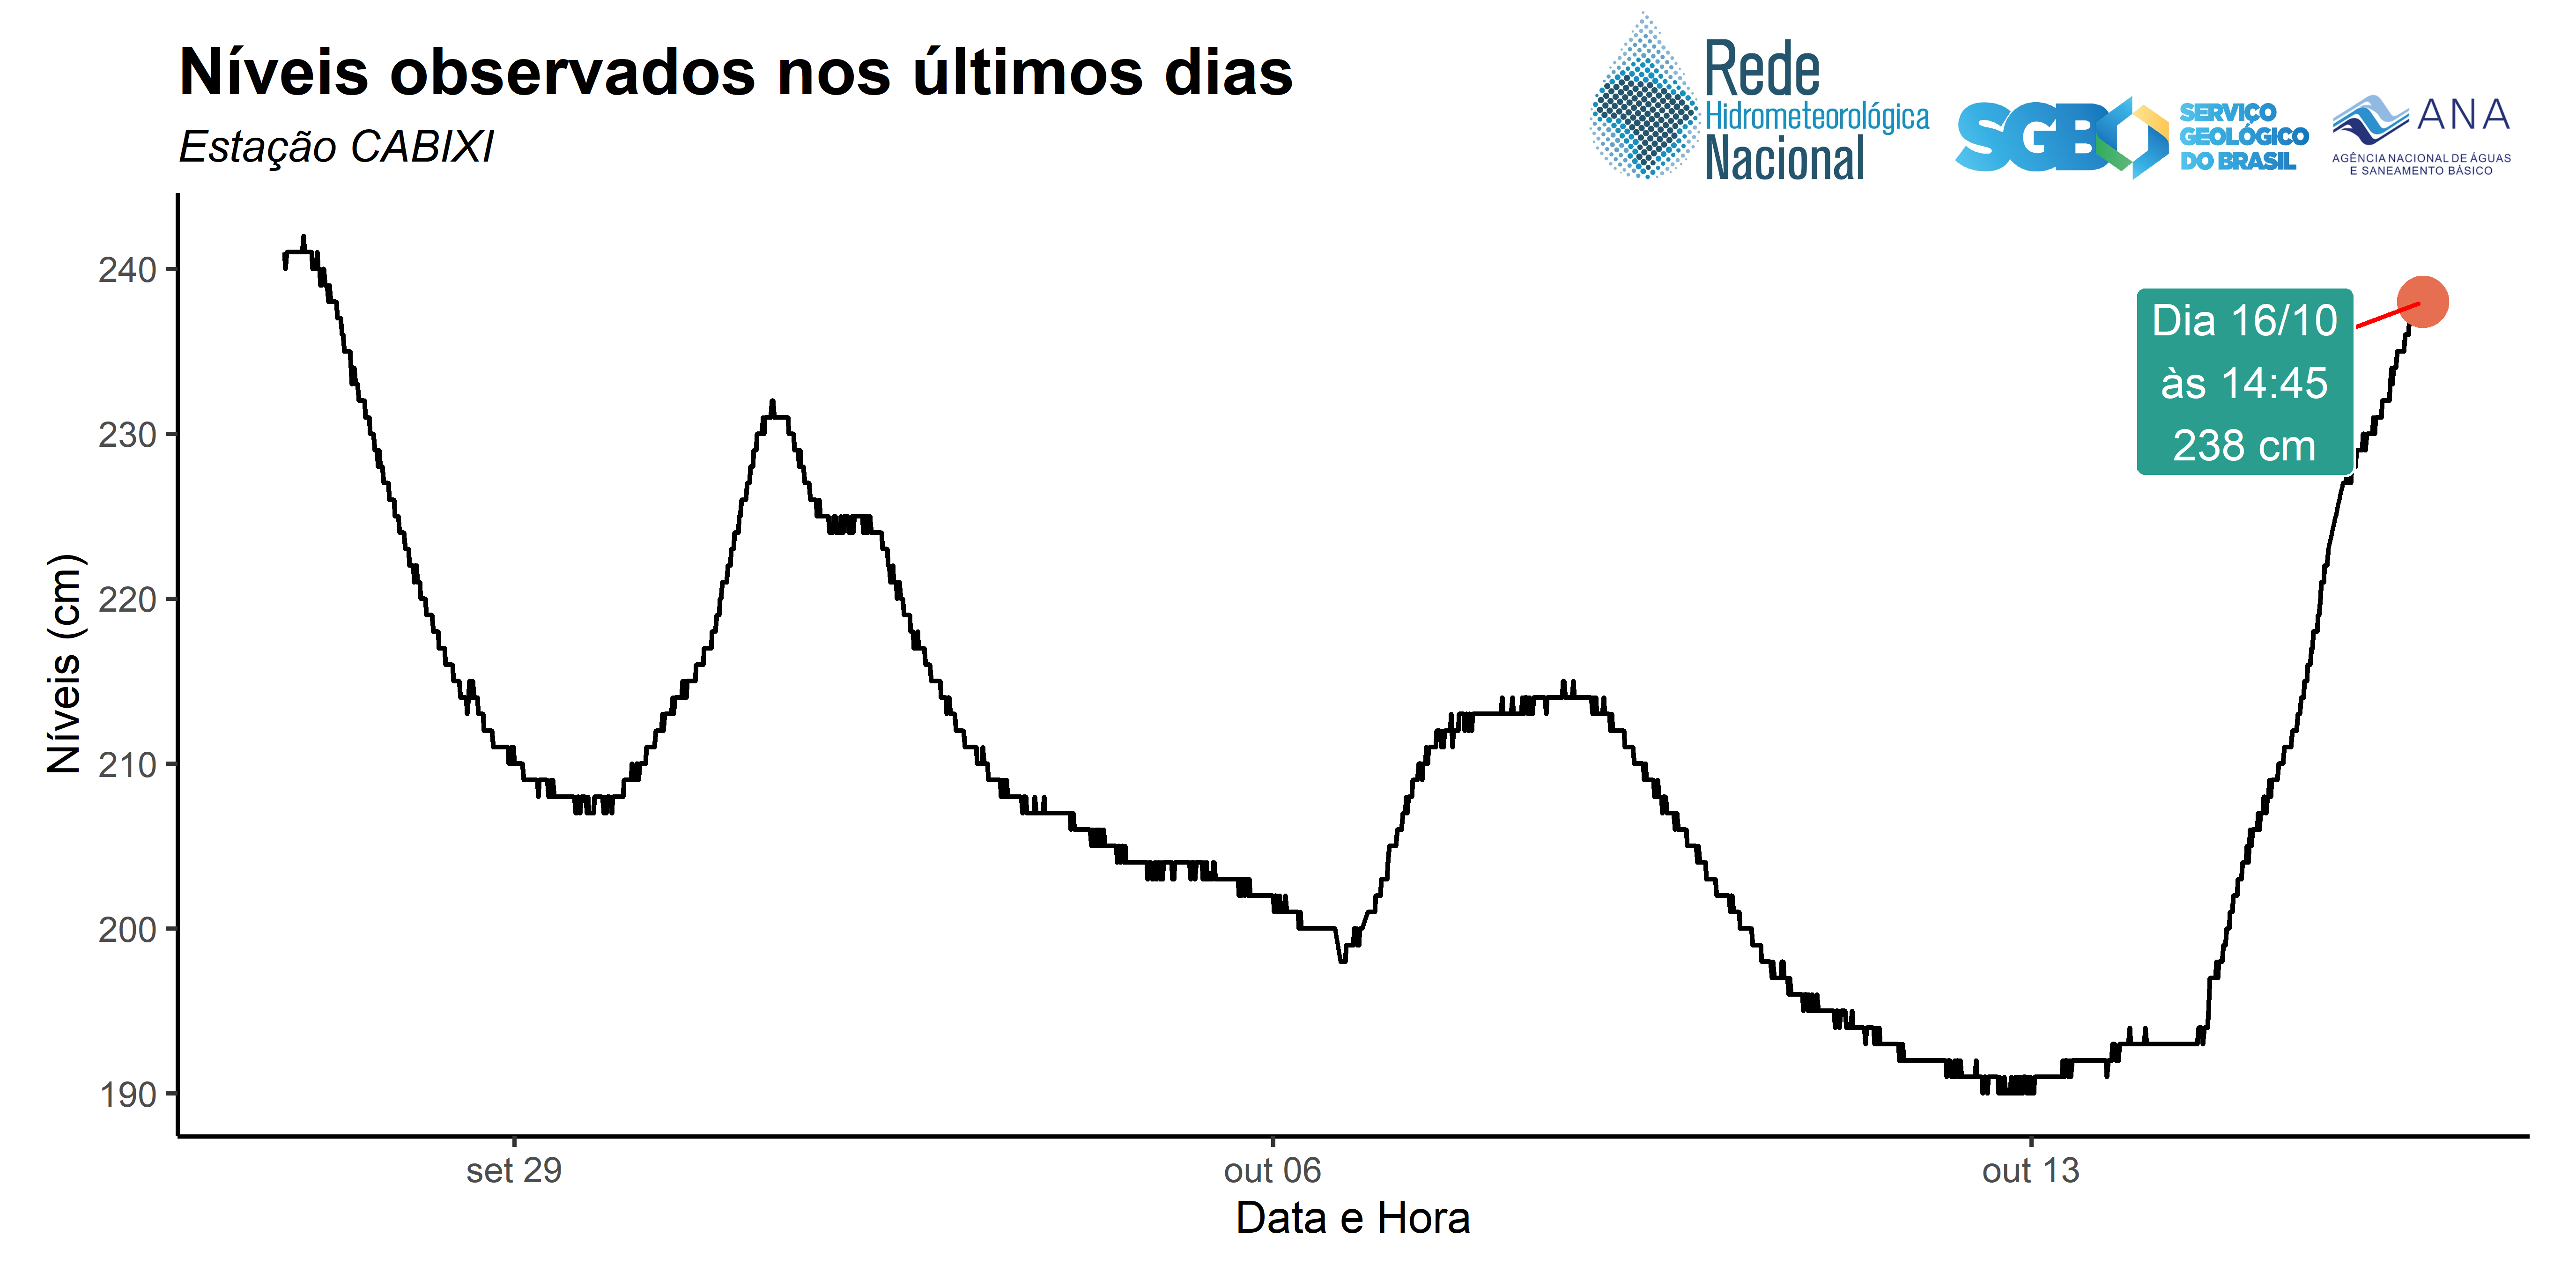 Níveis observados nos últimos dias
Estação CABIXI
Rede
Hidrometeorológica
Nacional
SGB
SERVIÇO
GEOLÓGICO
DO BRASIL
ANA
AGÊNCIA NACIONAL DE ÁGUAS
E SANEAMENTO BÁSICO
Níveis (cm)
240
230
220
210
200
190
Dia 16/10
às 14:45
238 cm
set 29
out 06
out 13
Data e Hora